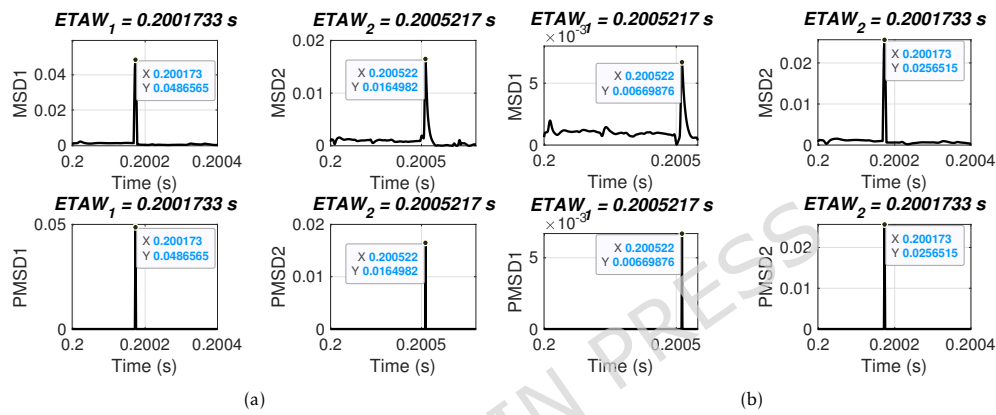 ETAW1 = 0.2001733 s
MSD1
0.04
0.02
0
X 0.200173
Y 0.0486565
0.2
0.2002
0.2004
Time (s)
ETAW2 = 0.2005217 s
MSD2
0.02
0.01
0
X 0.200522
Y 0.0164982
0.2
0.2005
Time (s)
ETAW1 = 0.2005217 s
× 10-3
MSD1
5
0
X 0.200522
Y 0.00669876
0.2
0.2005
Time (s)
ETAW2 = 0.2001733 s
MSD2
0.02
0.01
0
X 0.200173
Y 0.0256515
0.2
0.2002
0.2004
Time (s)
ETAW1 = 0.2001733 s
PMSD1
0.05
0
X 0.200173
Y 0.0486565
0.2
0.2002
0.2004
Time (s)
ETAW2 = 0.2005217 s
PMSD2
0.02
0.01
0
X 0.200522
Y 0.0164982
0.2
0.2005
Time (s)
ETAW1 = 0.2005217 s
× 10-3
PMSD1
5
0
X 0.200522
Y 0.00669876
0.2
0.2005
Time (s)
ETAW2 = 0.2001733 s
PMSD2
0.02
0.01
0
X 0.200173
Y 0.0256515
0.2
0.2002
0.2004
Time (s)
(a)
(b)
IN PRESS